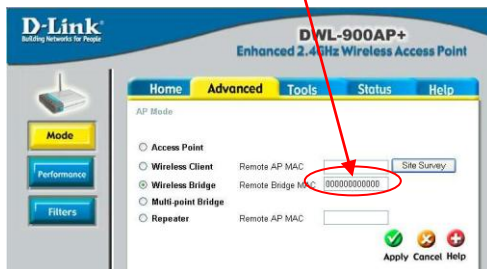 D-Link
Building Networks for People
DWL-900AP+
Enhanced 2.4GHz Wireless Access Point
Home Advanced Tools Status Help
AP Mode
Mode
Performance
Filters
Access Point
Wireless Client Remote AP MAC Site Survey
Wireless Bridge Remote Bridge MAC 000000000000
Multi-point Bridge
Repeater Remote AP MAC
Apply Cancel Help